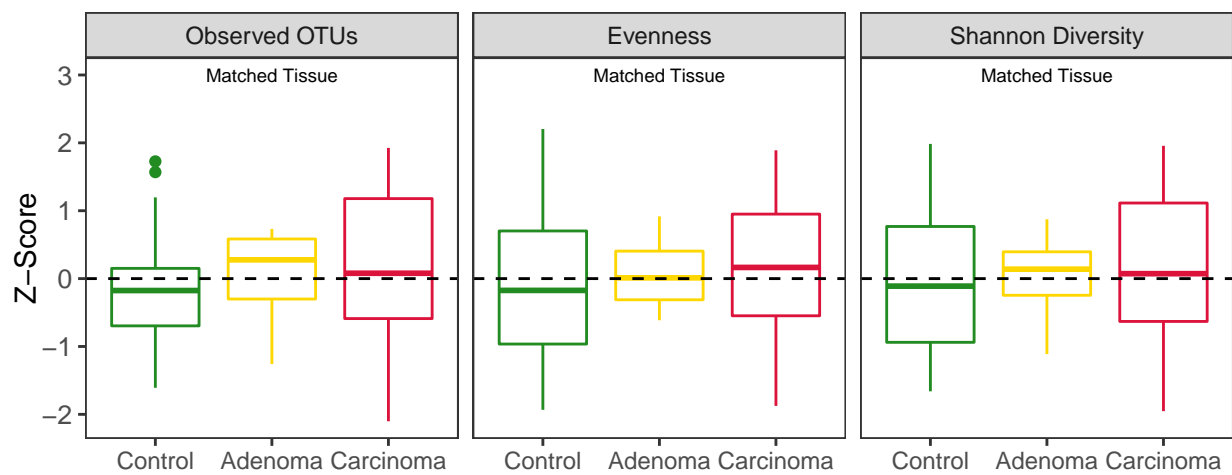 Observed OTUs
Evenness
Shannon Diversity
Matched Tissue
Matched Tissue
Matched Tissue
Z−Score
3
2
1
0
−1
−2
Control Adenoma Carcinoma
Control Adenoma Carcinoma
Control Adenoma Carcinoma